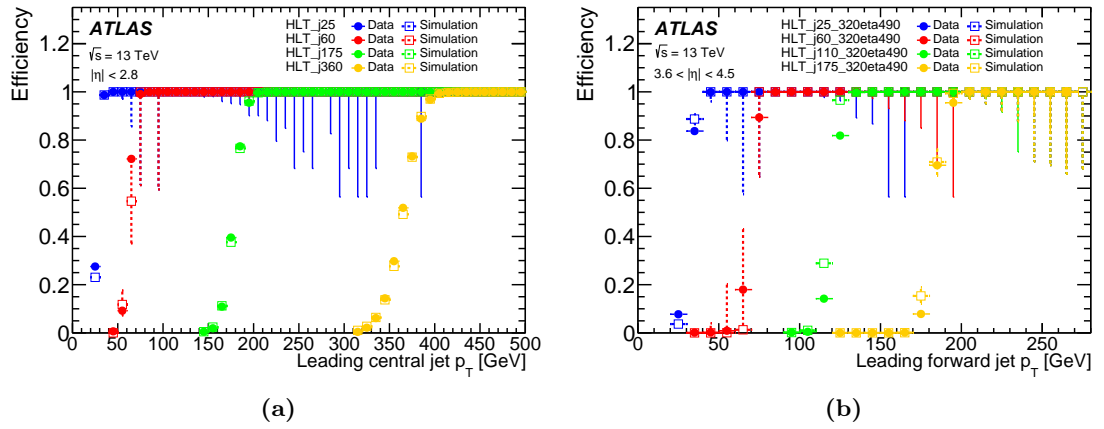 ATLAS
√s = 13 TeV
|η| < 2.8
HLT_j25 Data Simulation
HLT_j60 Data Simulation
HLT_j175 Data Simulation
HLT_j360 Data Simulation
Efficiency
1.2
1
0.8
0.6
0.4
0.2
0
0 50 100 150 200 250 300 350 400 450 500
Leading central jet p_T [GeV]
(a)
ATLAS
√s = 13 TeV
3.6 < |η| < 4.5
HLT_j25_320eta490 Data Simulation
HLT_j60_320eta490 Data Simulation
HLT_j110_320eta490 Data Simulation
HLT_j175_320eta490 Data Simulation
Efficiency
1.2
1
0.8
0.6
0.4
0.2
0
0 50 100 150 200 250
Leading forward jet p_T [GeV]
(b)